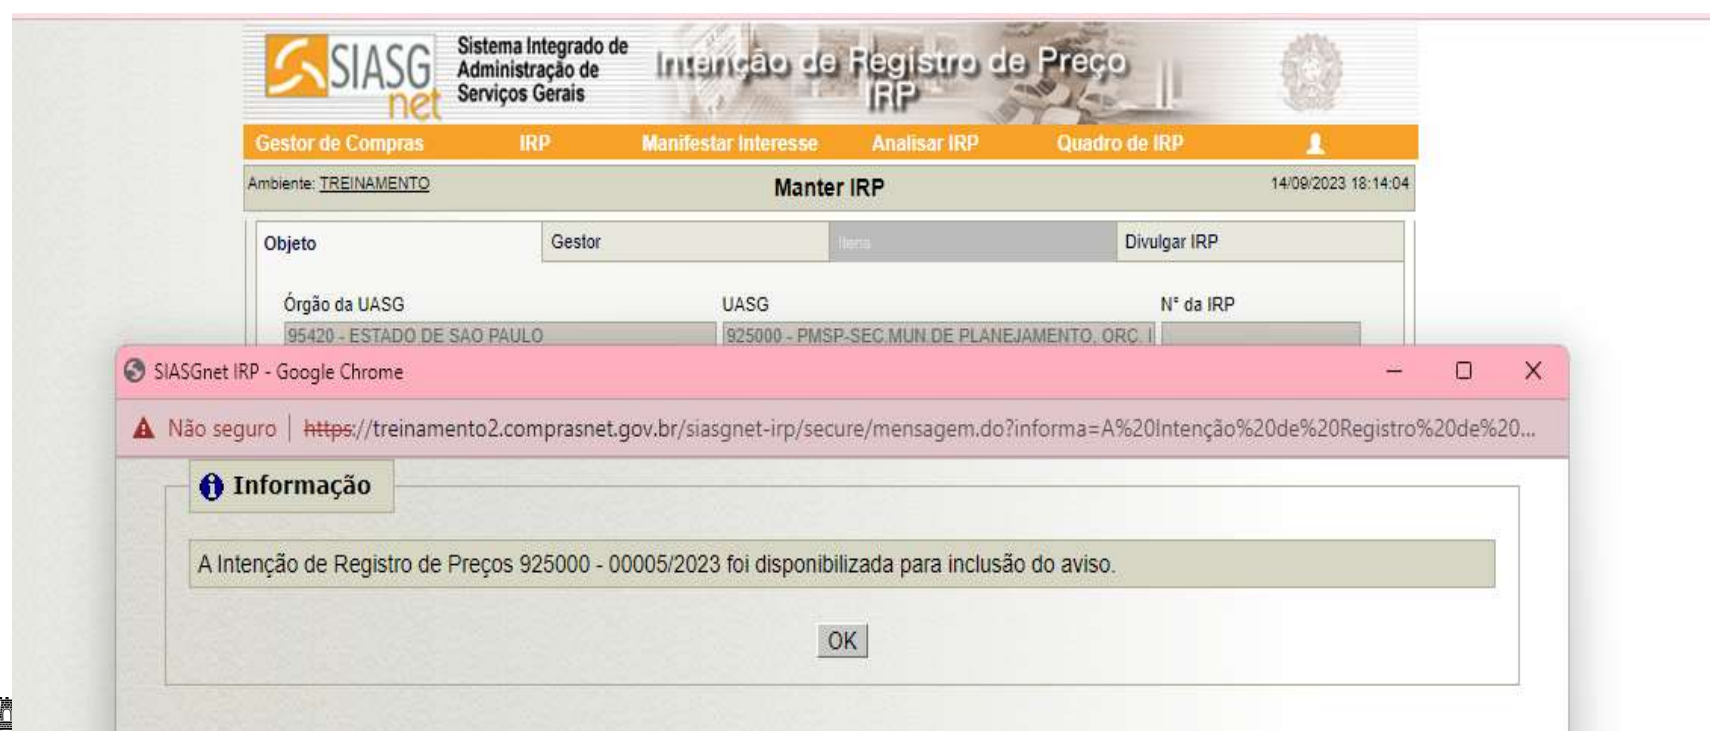 SIASG net
Sistema Integrado de
Administração de
Serviços Gerais
Intenção de Registro de Preço
IRP
Gestor de Compras IRP Manifestar Interesse Analisar IRP Quadro de IRP
Ambiente: TREINAMENTO Manter IRP 14/09/2023 18:14:04
Objeto Gestor Itens Divulgar IRP
Órgão da UASG UASG N° da IRP
95420 - ESTADO DE SAO PAULO 925000 - PMSP-SEC.MUN.DE PLANEJAMENTO, ORC. I
SIASGnet IRP - Google Chrome
Não seguro https://treinamento2.comprasnet.gov.br/siasgnet-irp/secure/mensagem.do?informa=A%20Intenção%20de%20Registro%20de%20...
Informação
A Intenção de Registro de Preços 925000 - 00005/2023 foi disponibilizada para inclusão do aviso.
OK